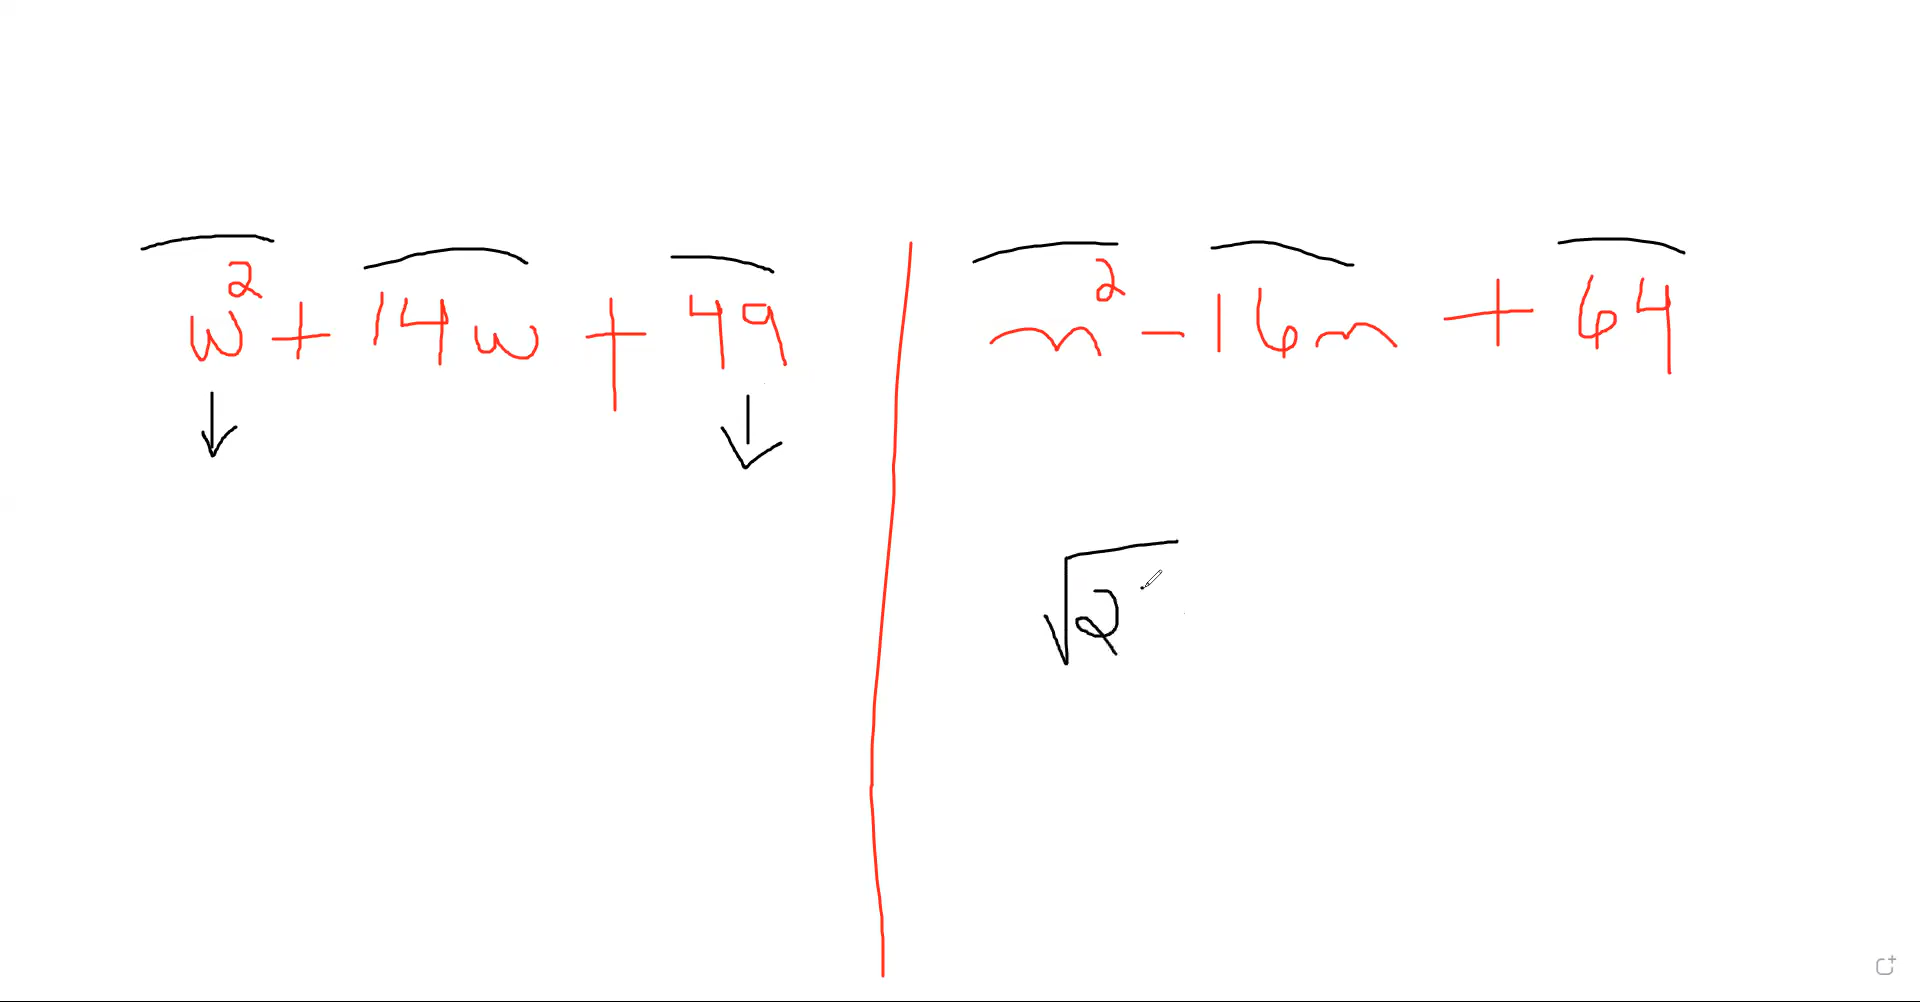 w² + 14w + 49
m² - 16m + 64
√2